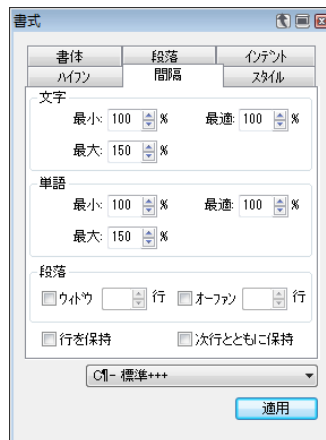 書式
書体 段落 インデント
ハイフン 間隔 スタイル
文字
最小: 100 % 最適: 100 %
最大: 150 %
単語
最小: 100 % 最適: 100 %
最大: 150 %
段落
ウィドウ 行 オーファン 行
行を保持 次行とともに保持
C¶- 標準+++
適用